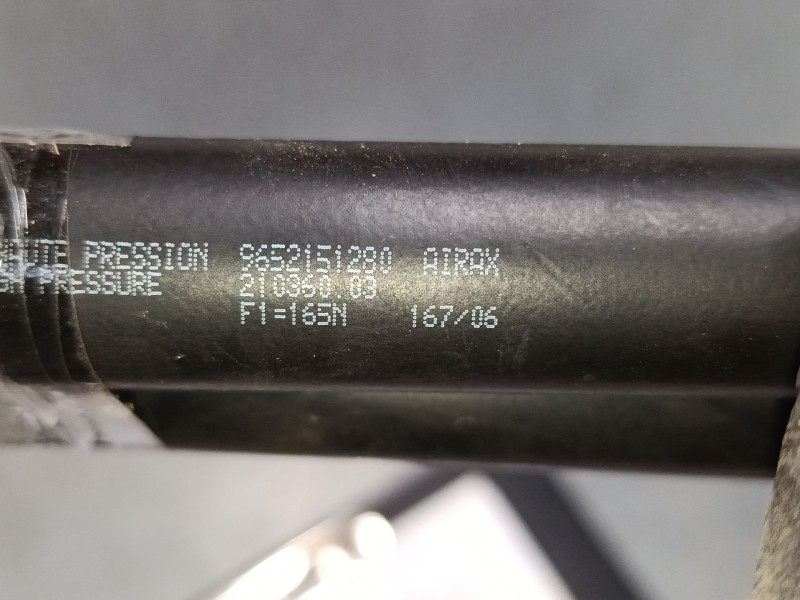 PRESSION 9652151280 AIRAX
PRESSURE 210360.03
F1=165N 167/06